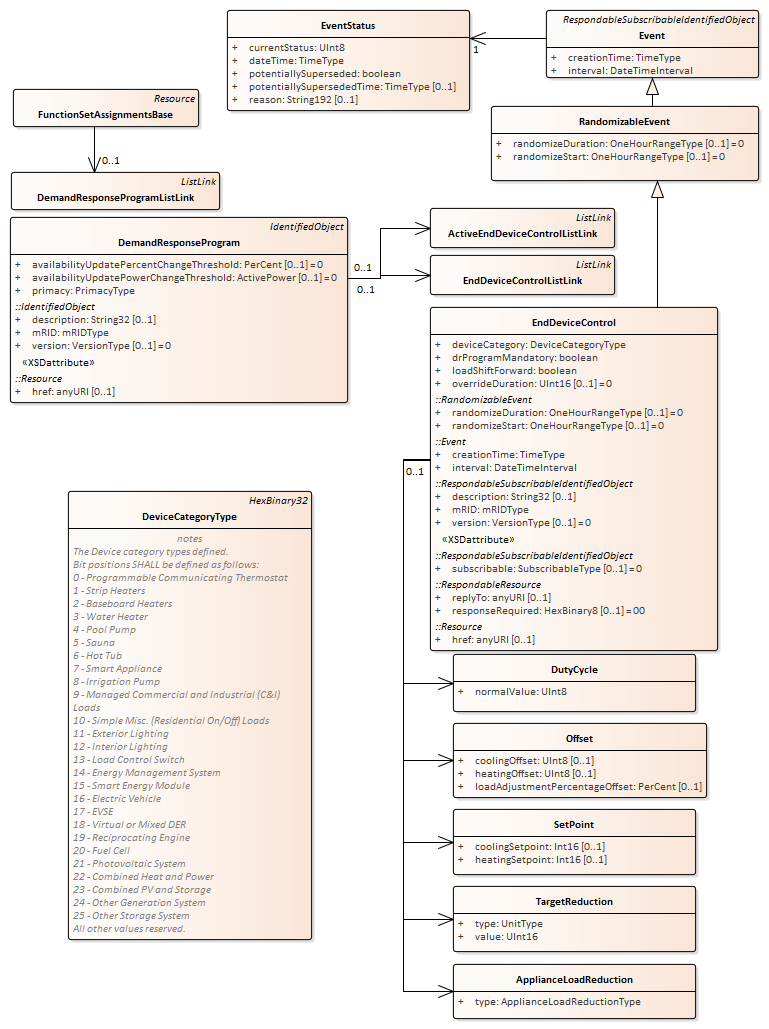 EventStatus
+ currentStatus: UInt8
+ dateTime: TimeType
+ potentiallySuperseded: boolean
+ potentiallySupersededTime: TimeType [0..1]
+ reason: String192 [0..1]
1
RespondableSubscribableIdentifiedObject
Event
+ creationTime: TimeType
+ interval: DateTimeInterval
Resource
FunctionSetAssignmentsBase
0..1
RandomizableEvent
+ randomizeDuration: OneHourRangeType [0..1] = 0
+ randomizeStart: OneHourRangeType [0..1] = 0
ListLink
DemandResponseProgramListLink
IdentifiedObject
DemandResponseProgram
+ availabilityUpdatePercentChangeThreshold: PerCent [0..1] = 0
+ availabilityUpdatePowerChangeThreshold: ActivePower [0..1] = 0
+ primacy: PrimacyType
::IdentifiedObject
+ description: String32 [0..1]
+ mRID: mRIDType
+ version: VersionType [0..1] = 0
«XSDattribute»
::Resource
+ href: anyURI [0..1]
0..1
0..1
ListLink
ActiveEndDeviceControlListLink
ListLink
EndDeviceControlListLink
EndDeviceControl
+ deviceCategory: DeviceCategoryType
+ drProgramMandatory: boolean
+ loadShiftForward: boolean
+ overrideDuration: UInt16 [0..1] = 0
::RandomizableEvent
+ randomizeDuration: OneHourRangeType [0..1] = 0
+ randomizeStart: OneHourRangeType [0..1] = 0
::Event
+ creationTime: TimeType
+ interval: DateTimeInterval
::RespondableSubscribableIdentifiedObject
+ description: String32 [0..1]
+ mRID: mRIDType
+ version: VersionType [0..1] = 0
«XSDattribute»
::RespondableSubscribableIdentifiedObject
+ subscribable: SubscribableType [0..1] = 0
::RespondableResource
+ replyTo: anyURI [0..1]
+ responseRequired: HexBinary8 [0..1] = 00
::Resource
+ href: anyURI [0..1]
0..1
HexBinary32
DeviceCategoryType
notes
The Device category types defined.
Bit positions SHALL be defined as follows:
0 - Programmable Communicating Thermostat
1 - Strip Heaters
2 - Baseboard Heaters
3 - Water Heater
4 - Pool Pump
5 - Sauna
6 - Hot Tub
7 - Smart Appliance
8 - Irrigation Pump
9 - Managed Commercial and Industrial (C&I)
Loads
10 - Simple Misc. (Residential On/Off) Loads
11 - Exterior Lighting
12 - Interior Lighting
13 - Load Control Switch
14 - Energy Management System
15 - Smart Energy Module
16 - Electric Vehicle
17 - EVSE
18 - Virtual or Mixed DER
19 - Reciprocating Engine
20 - Fuel Cell
21 - Photovoltaic System
22 - Combined Heat and Power
23 - Combined PV and Storage
24 - Other Generation System
25 - Other Storage System
All other values reserved.
DutyCycle
+ normalValue: UInt8
Offset
+ coolingOffset: UInt8 [0..1]
+ heatingOffset: UInt8 [0..1]
+ loadAdjustmentPercentageOffset: PerCent [0..1]
SetPoint
+ coolingSetpoint: Int16 [0..1]
+ heatingSetpoint: Int16 [0..1]
TargetReduction
+ type: UnitType
+ value: UInt16
ApplianceLoadReduction
+ type: ApplianceLoadReductionType